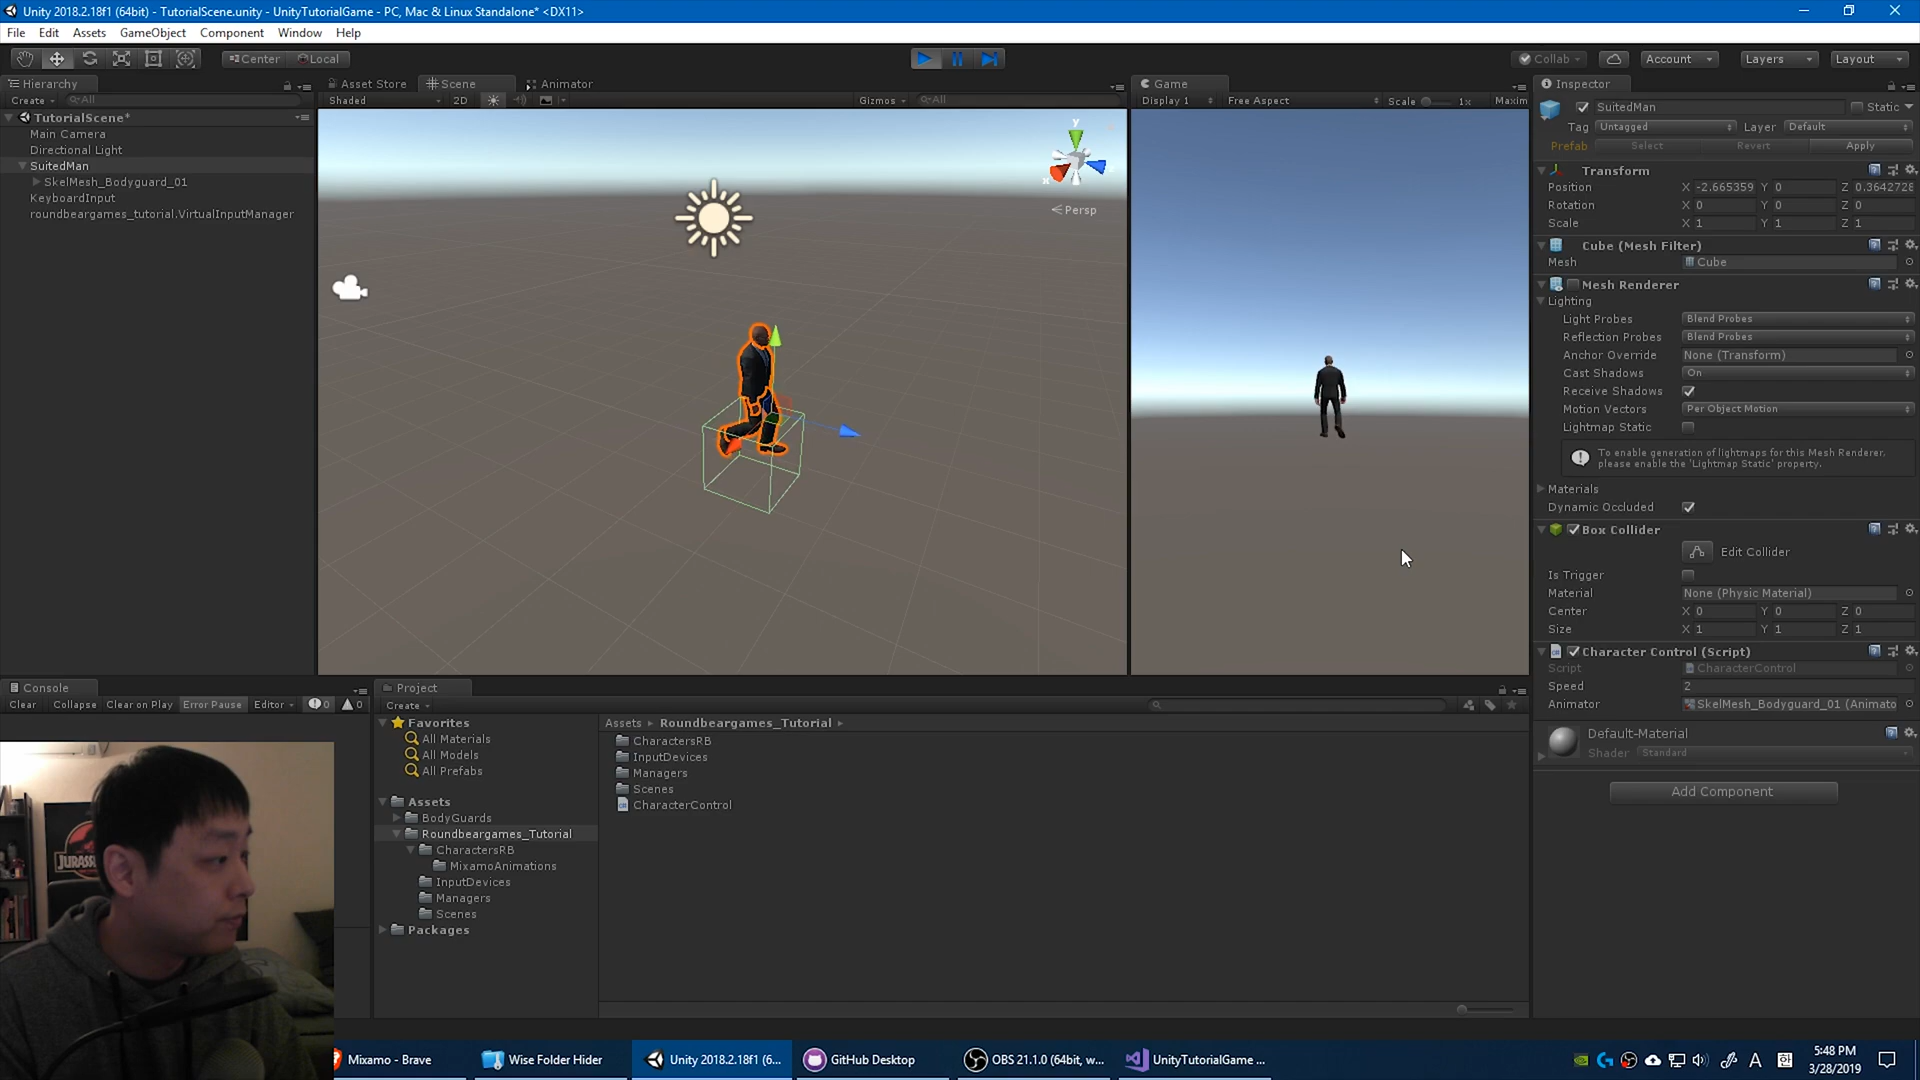 Unity 2018.2.18f1 (64bit) - TutorialScene.unity - UnityTutorialGame - PC, Mac & Linux Standalone* <DX11>
File Edit Assets GameObject Component Window Help
Center Local
Collab Account Layers Layout
Hierarchy
Create All
TutorialScene*
Main Camera
Directional Light
SuitedMan
SkelMesh_Bodyguard_01
KeyboardInput
roundbeargames_tutorial.VirtualInputManager
Asset Store Scene Animator
Shaded 2D Gizmos All
y
x
Persp
Game
Display 1 Free Aspect Scale 1x Maxim
Inspector
SuitedMan Static
Tag Untagged Layer Default
Prefab Select Revert Apply
Transform
Position X -2.665359 Y 0 Z 0.3642728
Rotation X 0 Y 0 Z 0
Scale X 1 Y 1 Z 1
Cube (Mesh Filter)
Mesh Cube
Mesh Renderer
Lighting
Light Probes Blend Probes
Reflection Probes Blend Probes
Anchor Override None (Transform)
Cast Shadows On
Receive Shadows
Motion Vectors Per Object Motion
Lightmap Static
To enable generation of lightmaps for this Mesh Renderer,
please enable the 'Lightmap Static' property.
Materials
Dynamic Occluded
Box Collider
Edit Collider
Is Trigger
Material None (Physic Material)
Center X 0 Y 0 Z 0
Size X 1 Y 1 Z 1
Character Control (Script)
Script CharacterControl
Speed 2
Animator SkelMesh_Bodyguard_01 (Animato
Default-Material
Shader Standard
Add Component
Console
Clear Collapse Clear on Play Error Pause Editor 0 0
Project
Create
Favorites
All Materials
All Models
All Prefabs
Assets
BodyGuards
Roundbeargames_Tutorial
CharactersRB
MixamoAnimations
InputDevices
Managers
Scenes
Packages
Assets Roundbeargames_Tutorial
CharactersRB
InputDevices
Managers
Scenes
CharacterControl
JURASS
Mixamo - Brave
Wise Folder Hider
Unity 2018.2.18f1 (6...
GitHub Desktop
OBS 21.1.0 (64bit, w...
UnityTutorialGame ...
A
한
5:48 PM
3/28/2019